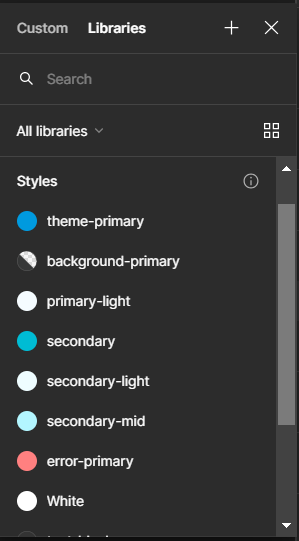 Custom Libraries
Search
All libraries
Styles
theme-primary
background-primary
primary-light
secondary
secondary-light
secondary-mid
error-primary
White